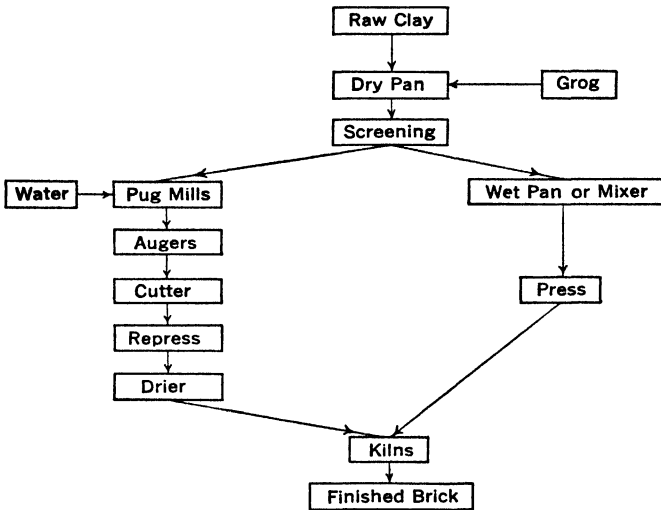 Raw Clay
Dry Pan
Grog
Screening
Water
Pug Mills
Wet Pan or Mixer
Augers
Cutter
Press
Repress
Drier
Kilns
Finished Brick